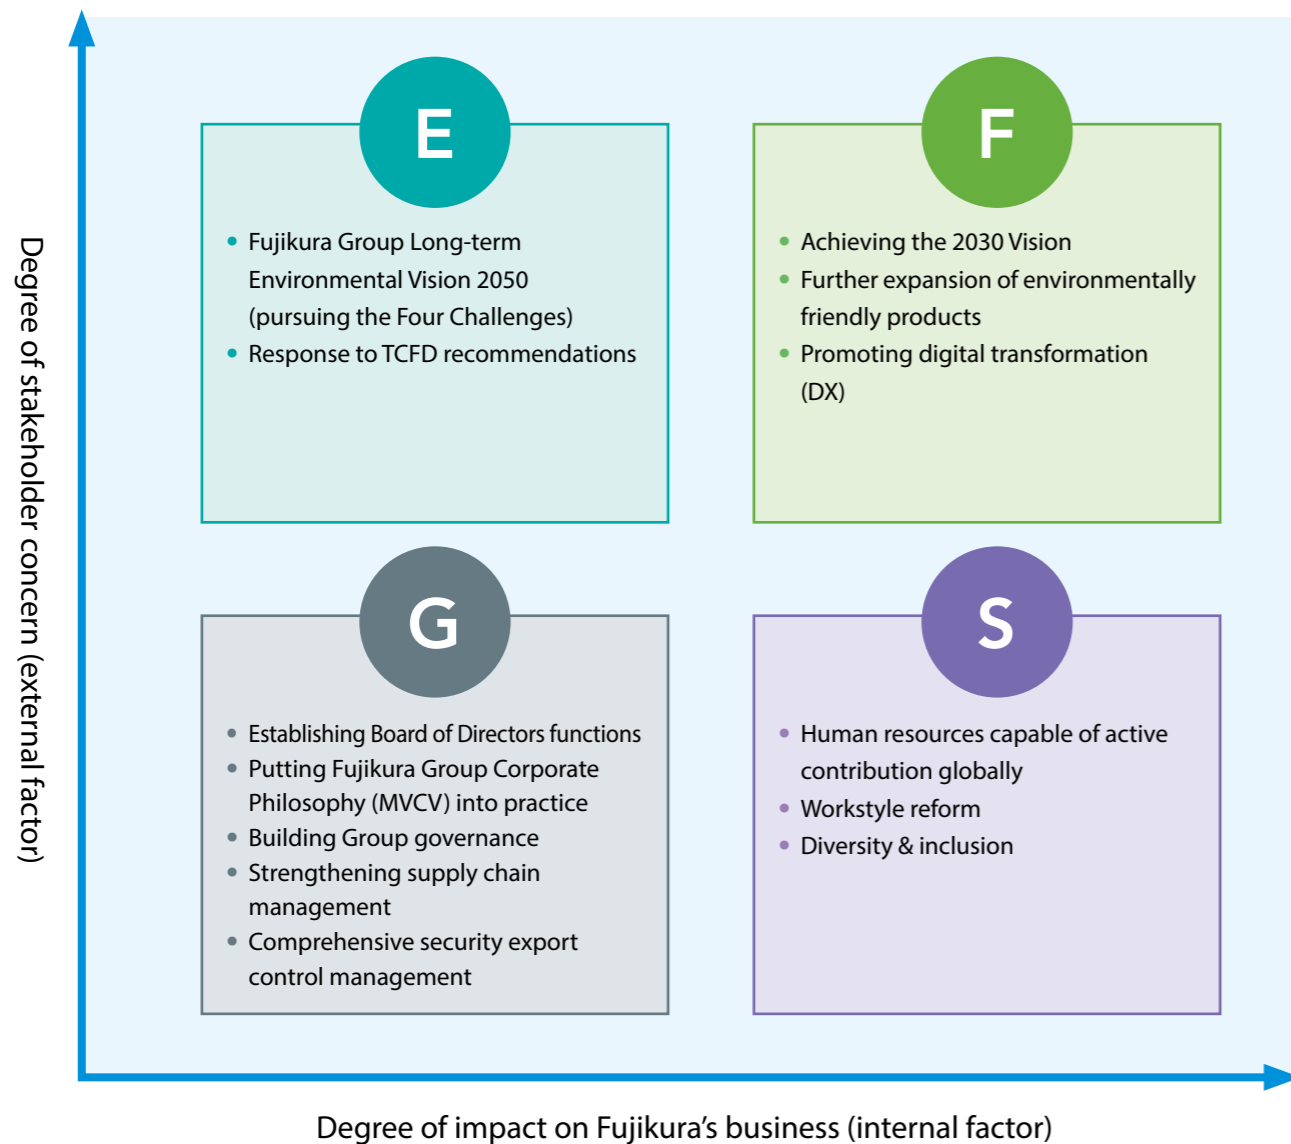 Degree of stakeholder concern (external factor)
E
• Fujikura Group Long-term
Environmental Vision 2050
(pursuing the Four Challenges)
• Response to TCFD recommendations
F
• Achieving the 2030 Vision
• Further expansion of environmentally
friendly products
• Promoting digital transformation
(DX)
G
• Establishing Board of Directors functions
• Putting Fujikura Group Corporate
Philosophy (MVCV) into practice
• Building Group governance
• Strengthening supply chain
management
• Comprehensive security export
control management
S
• Human resources capable of active
contribution globally
• Workstyle reform
• Diversity & inclusion
Degree of impact on Fujikura’s business (internal factor)